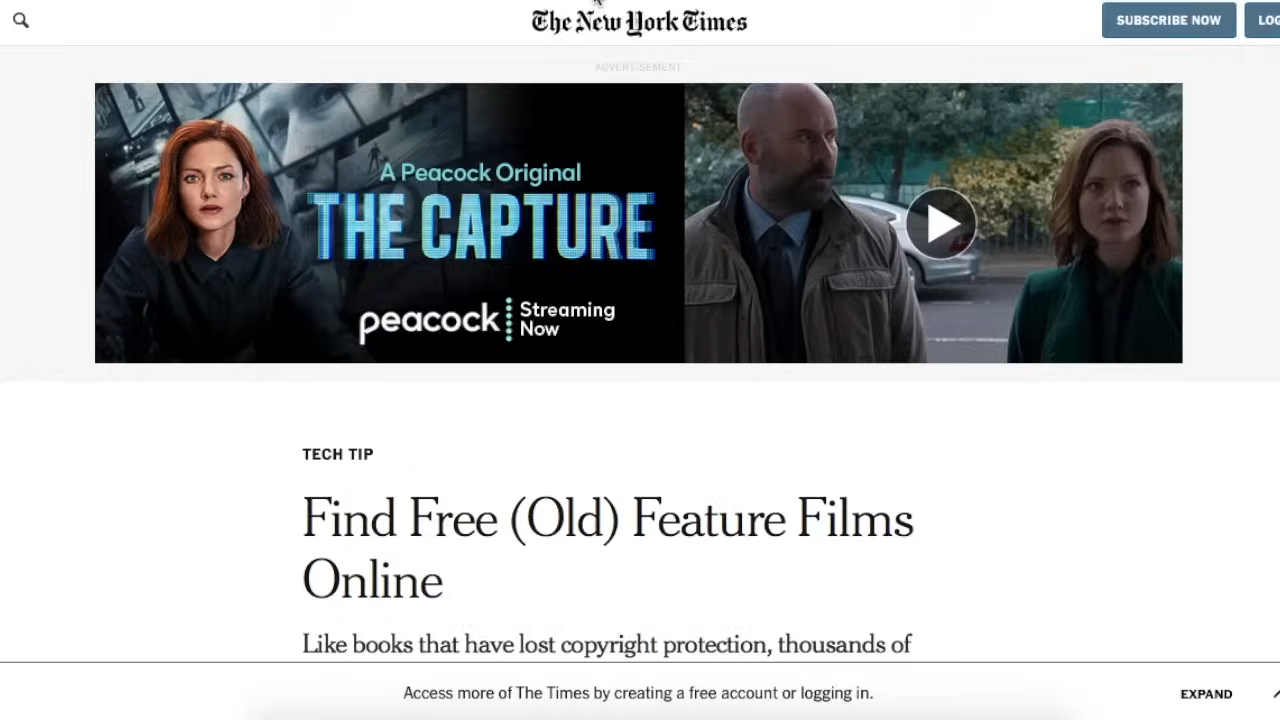 The New York Times
SUBSCRIBE NOW
LOG
ADVERTISEMENT
A Peacock Original
THE CAPTURE
peacock
Streaming
Now
TECH TIP
Find Free (Old) Feature Films
Online
Like books that have lost copyright protection, thousands of
Access more of The Times by creating a free account or logging in.
EXPAND